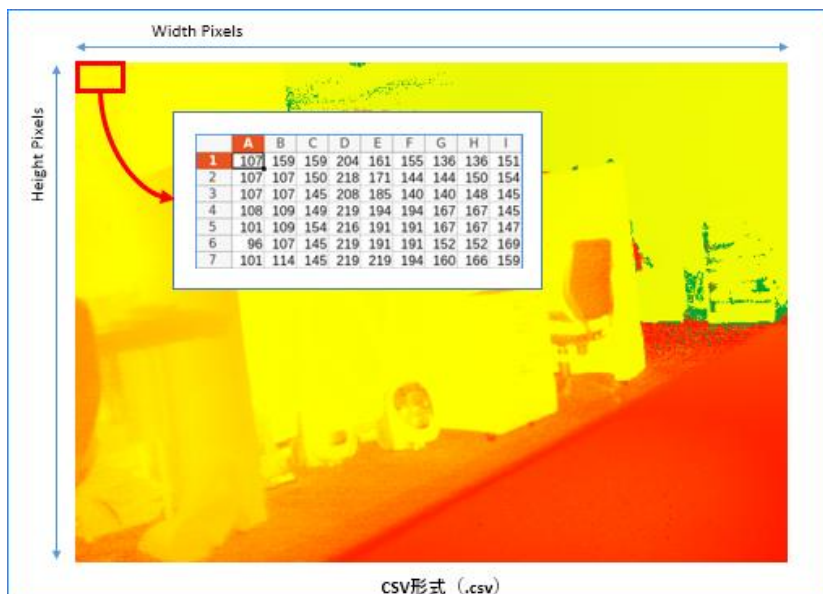 Width Pixels
Height Pixels
A B C D E F G H I
1 107 159 159 204 161 155 136 136 151
2 107 107 150 218 171 144 144 150 154
3 107 107 145 208 185 140 140 148 145
4 108 109 149 219 194 194 167 167 145
5 101 109 154 216 191 191 167 167 147
6 96 107 145 219 191 191 152 152 169
7 101 114 145 219 219 194 160 166 159
CSV形式（.csv）